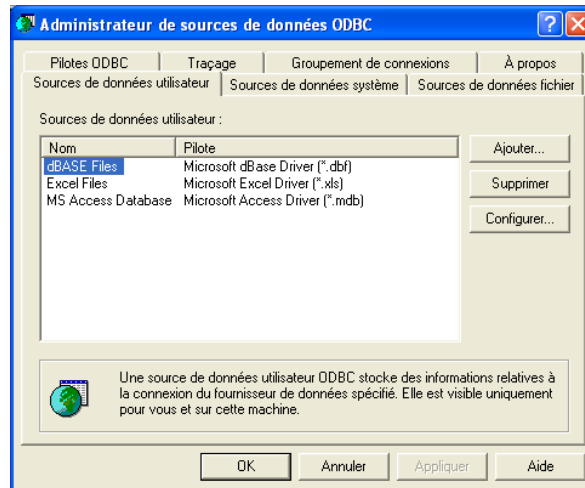 Administrateur de sources de données ODBC
Pilotes ODBC Traçage Groupement de connexions À propos
Sources de données utilisateur Sources de données système Sources de données fichier
Sources de données utilisateur :
Nom Pilote
dBASE Files Microsoft dBase Driver (*.dbf)
Excel Files Microsoft Excel Driver (*.xls)
MS Access Database Microsoft Access Driver (*.mdb)
Ajouter...
Supprimer
Configurer...
Une source de données utilisateur ODBC stocke des informations relatives à
la connexion du fournisseur de données spécifié. Elle est visible uniquement
pour vous et sur cette machine.
OK Annuler Appliquer Aide